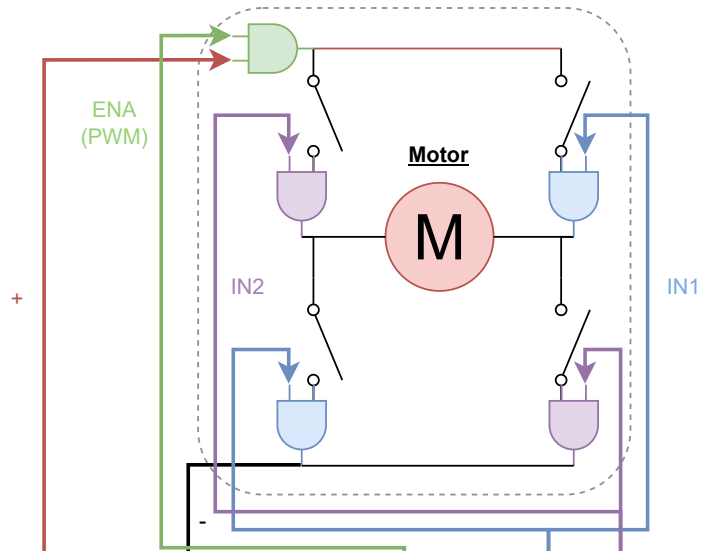 ENA
(PWM)
Motor
M
IN2
IN1
+
-